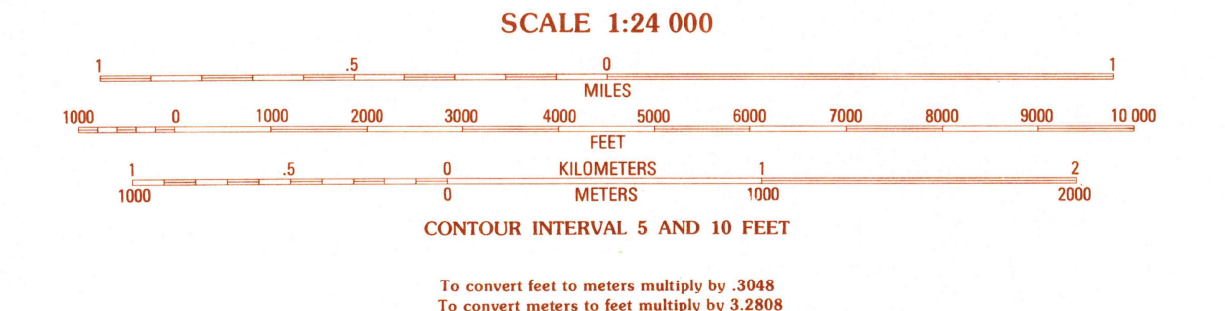 SCALE 1:24 000
1 .5 0 1
MILES
1000 0 1000 2000 3000 4000 5000 6000 7000 8000 9000 10 000
FEET
1 .5 0 KILOMETERS 1 2
1000 0 METERS 1000 2000
CONTOUR INTERVAL 5 AND 10 FEET
To convert feet to meters multiply by .3048
To convert meters to feet multiply by 3.2808